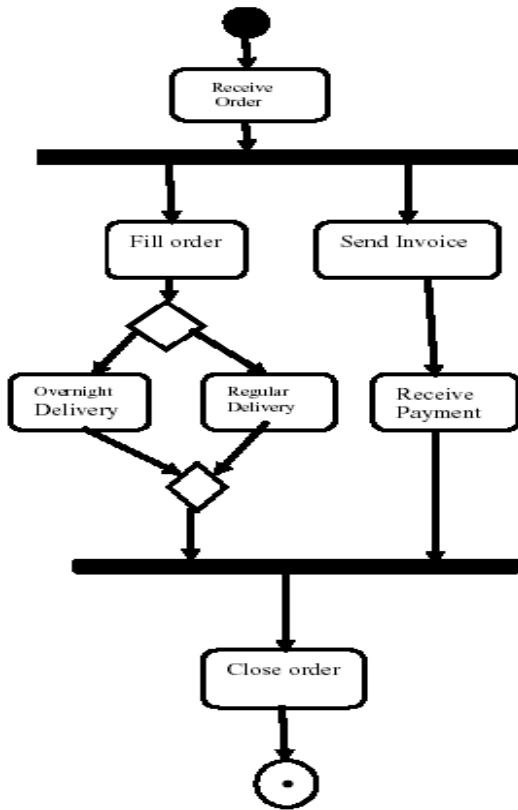 Receive
Order
Fill order
Send Invoice
Overnight
Delivery
Regular
Delivery
Receive
Payment
Close order